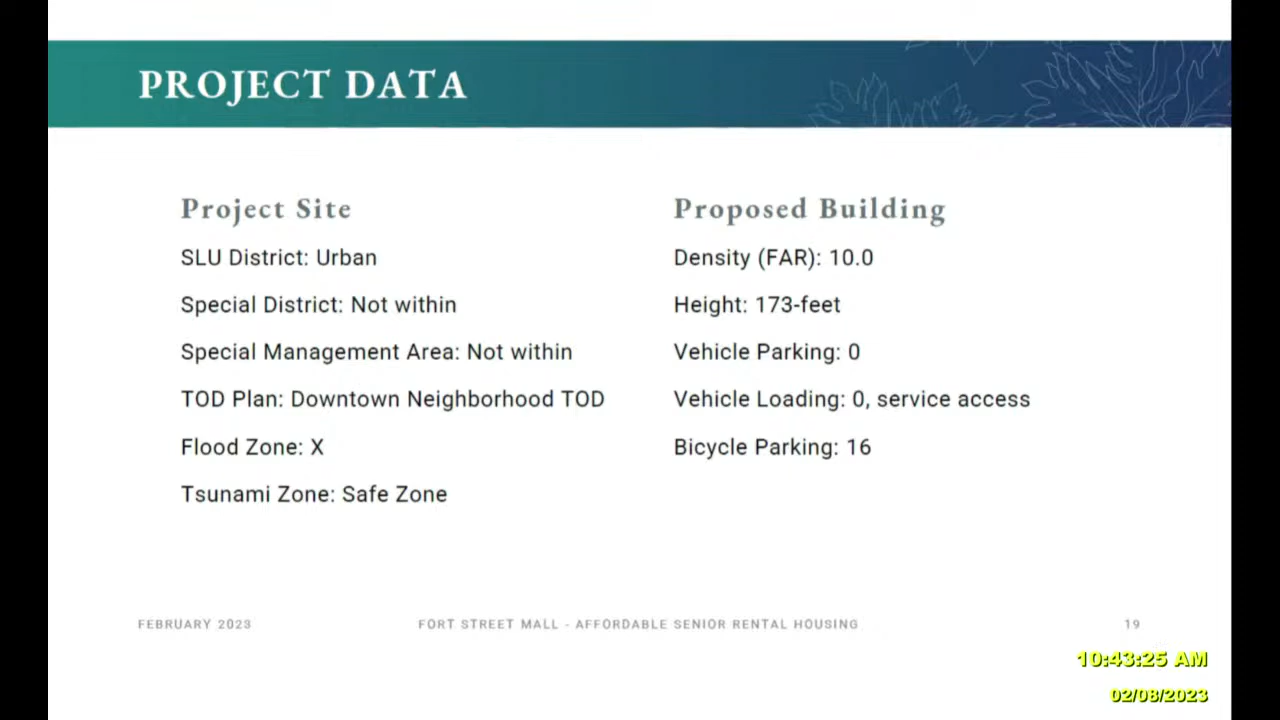 PROJECT DATA
Project Site
SLU District: Urban
Special District: Not within
Special Management Area: Not within
TOD Plan: Downtown Neighborhood TOD
Flood Zone: X
Tsunami Zone: Safe Zone
Proposed Building
Density (FAR): 10.0
Height: 173-feet
Vehicle Parking: 0
Vehicle Loading: 0, service access
Bicycle Parking: 16
FEBRUARY 2023
FORT STREET MALL - AFFORDABLE SENIOR RENTAL HOUSING
19
10:43:25 AM
02/08/2023